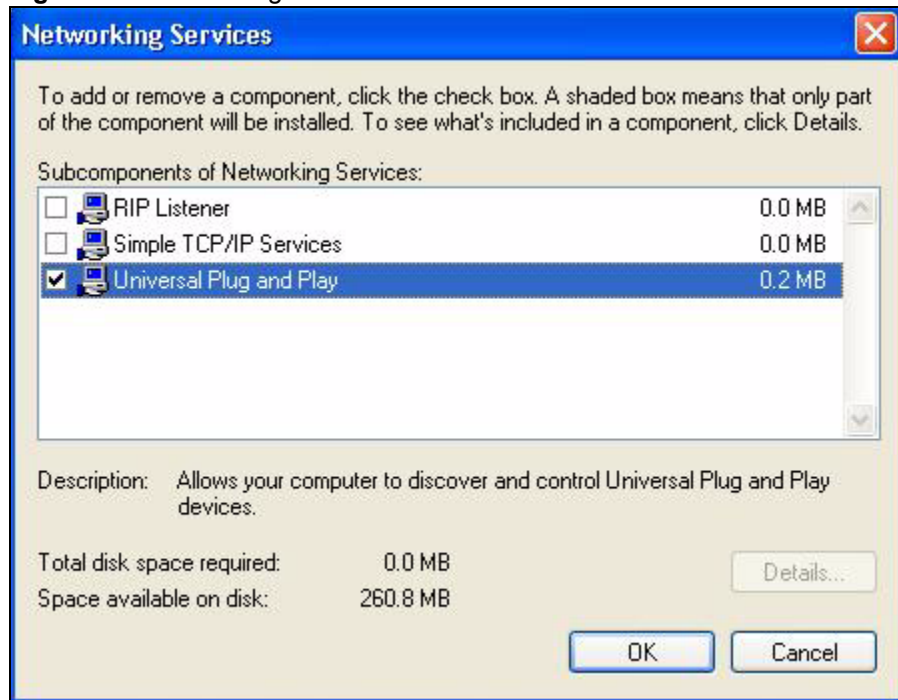 Networking Services
To add or remove a component, click the check box. A shaded box means that only part
of the component will be installed. To see what's included in a component, click Details.
Subcomponents of Networking Services:
RIP Listener 0.0 MB
Simple TCP/IP Services 0.0 MB
Universal Plug and Play 0.2 MB
Description: Allows your computer to discover and control Universal Plug and Play
devices.
Total disk space required: 0.0 MB
Details...
Space available on disk: 260.8 MB
OK Cancel